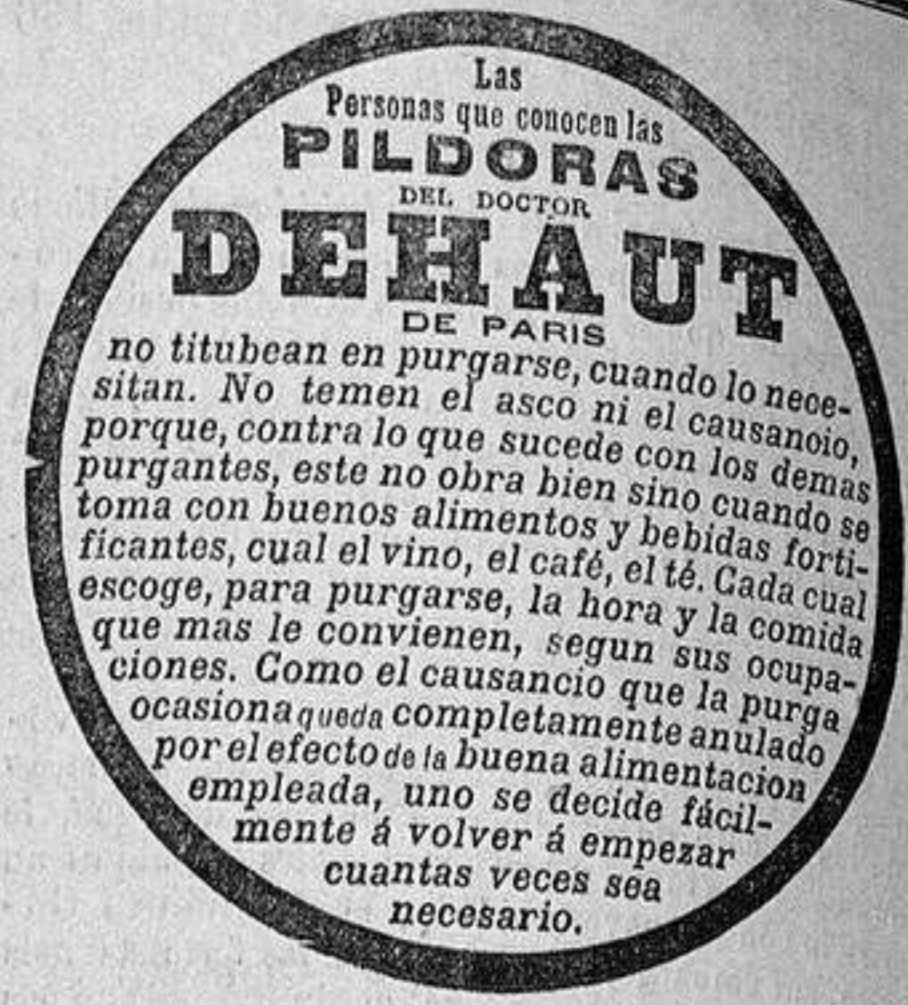 Las
Personas que conocen las
PILDORAS
DEL DOCTOR
DEHAUT
DE PARIS
no titubean en purgarse, cuando lo nece-
sitan. No temen el asco ni el causancio,
porque, contra lo que sucede con los demas
purgantes, este no obra bien sino cuando se
toma con buenos alimentos y bebidas forti-
ficantes, cual el vino, el café, el té. Cada cual
escoge, para purgarse, la hora y la comida
que mas le convienen, segun sus ocupa-
ciones. Como el causancio que la purga
ocasiona queda completamente anulado
por el efecto de la buena alimentacion
empleada, uno se decide fácil-
mente á volver á empezar
cuantas veces sea
necesario.